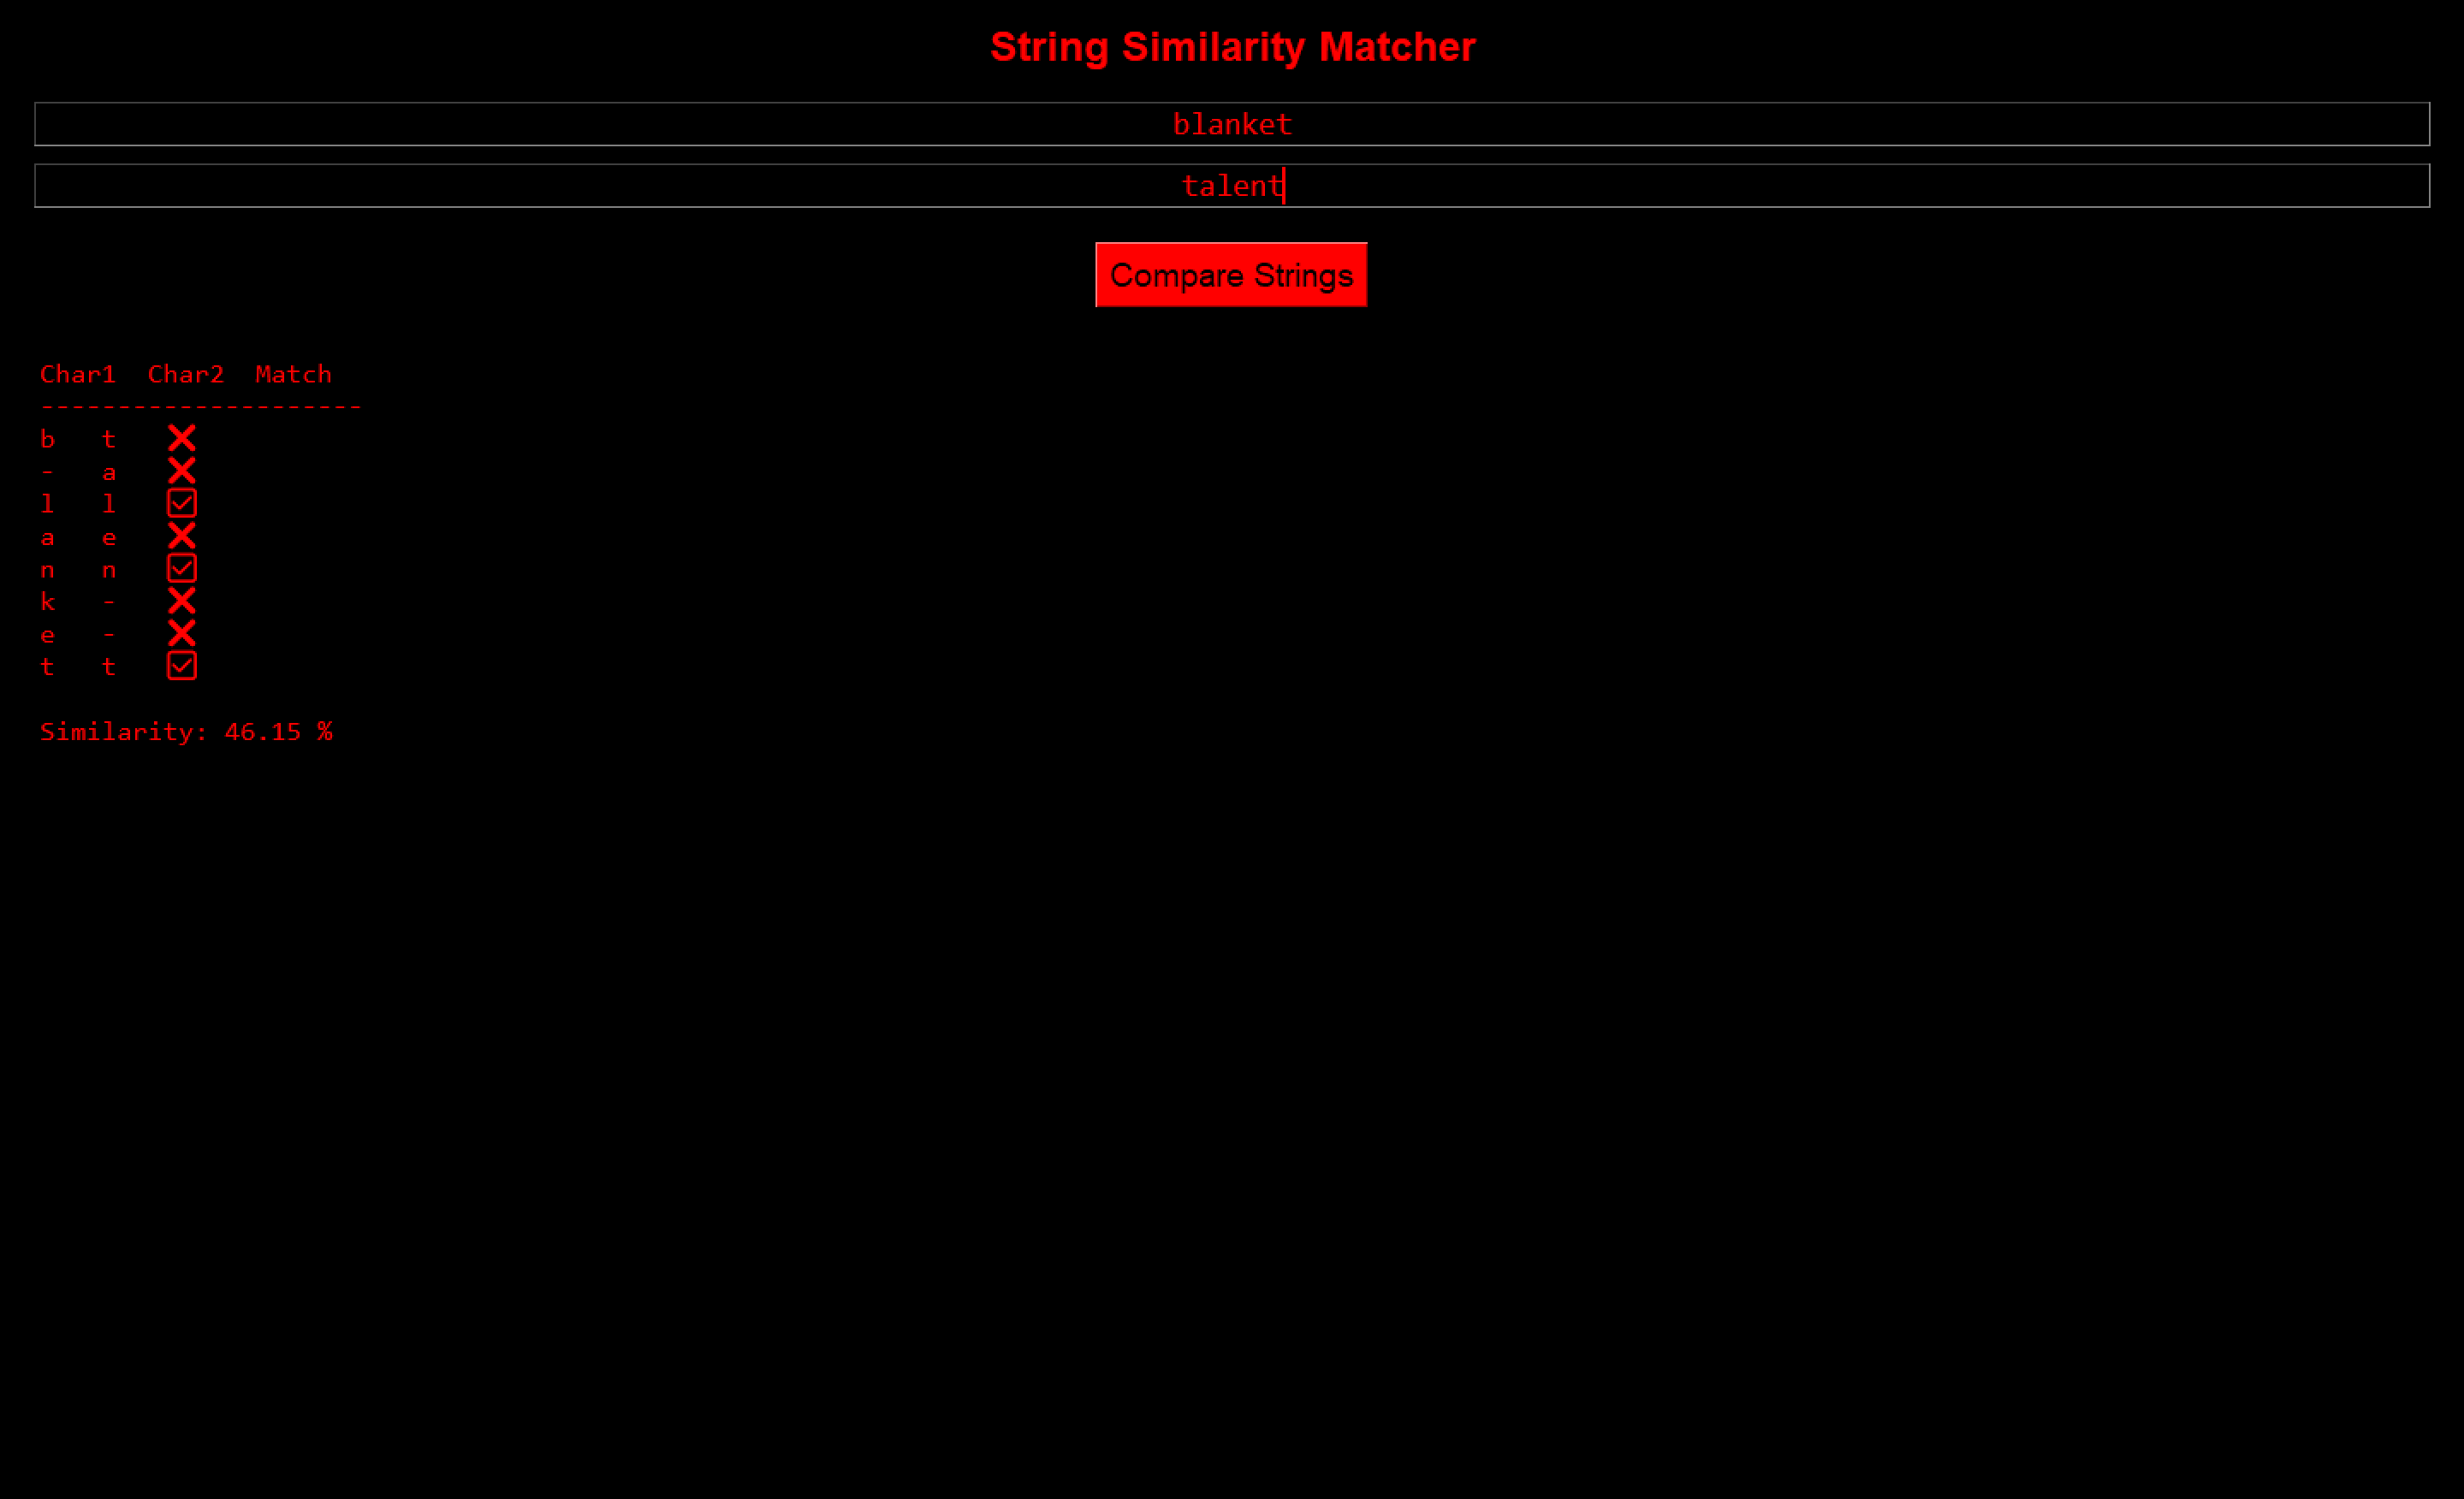 String Similarity Matcher
blanket
talent
Compare Strings
Char1  Char2  Match
---------------------
b   t   ❌
-   a   ❌
l   l   ✅
a   e   ❌
n   n   ✅
k   -   ❌
e   -   ❌
t   t   ✅
Similarity: 46.15 %